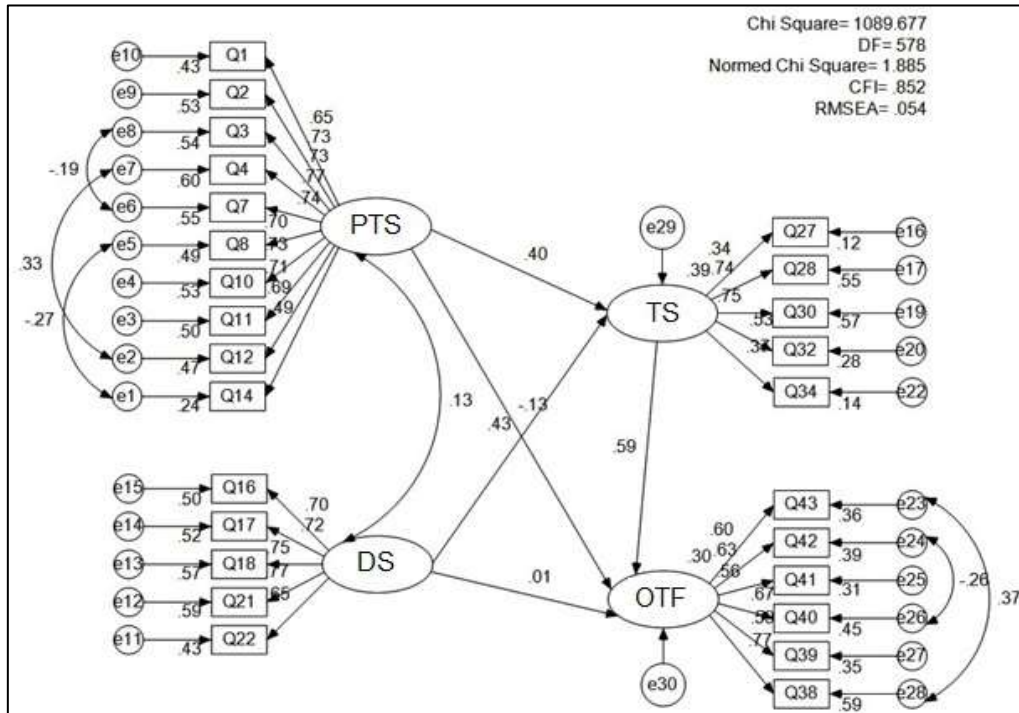 Chi Square= 1089.677
DF= 578
Normed Chi Square= 1.885
CFI= .852
RMSEA= .054
e10 .43 Q1
e9 .53 Q2
e8 .54 Q3
e7 .60 Q4
e6 .55 Q7
e5 .49 Q8
e4 .53 Q10
e3 .50 Q11
e2 .47 Q12
e1 .24 Q14
-.19
.33
-.27
.65
.73
.73
.77
.74
.70
.73
.71
.69
.49
PTS
.40
.13
.43
-.13
e29
.39
TS
.59
.34
.74
.75
.53
.37
Q27 .12 e16
Q28 .55 e17
Q30 .57 e19
Q32 .28 e20
Q34 .14 e22
e15 .50 Q16
e14 .52 Q17
e13 .57 Q18
e12 .59 Q21
e11 .43 Q22
.70
.72
.75
.77
.65
DS
.01
.30
OTF
e30
.60
.63
.56
.67
.77
Q43 .36 e23
Q42 .39 e24
Q41 .31 e25
Q40 .45 e26
Q39 .35 e27
Q38 .59 e28
-.26
.37